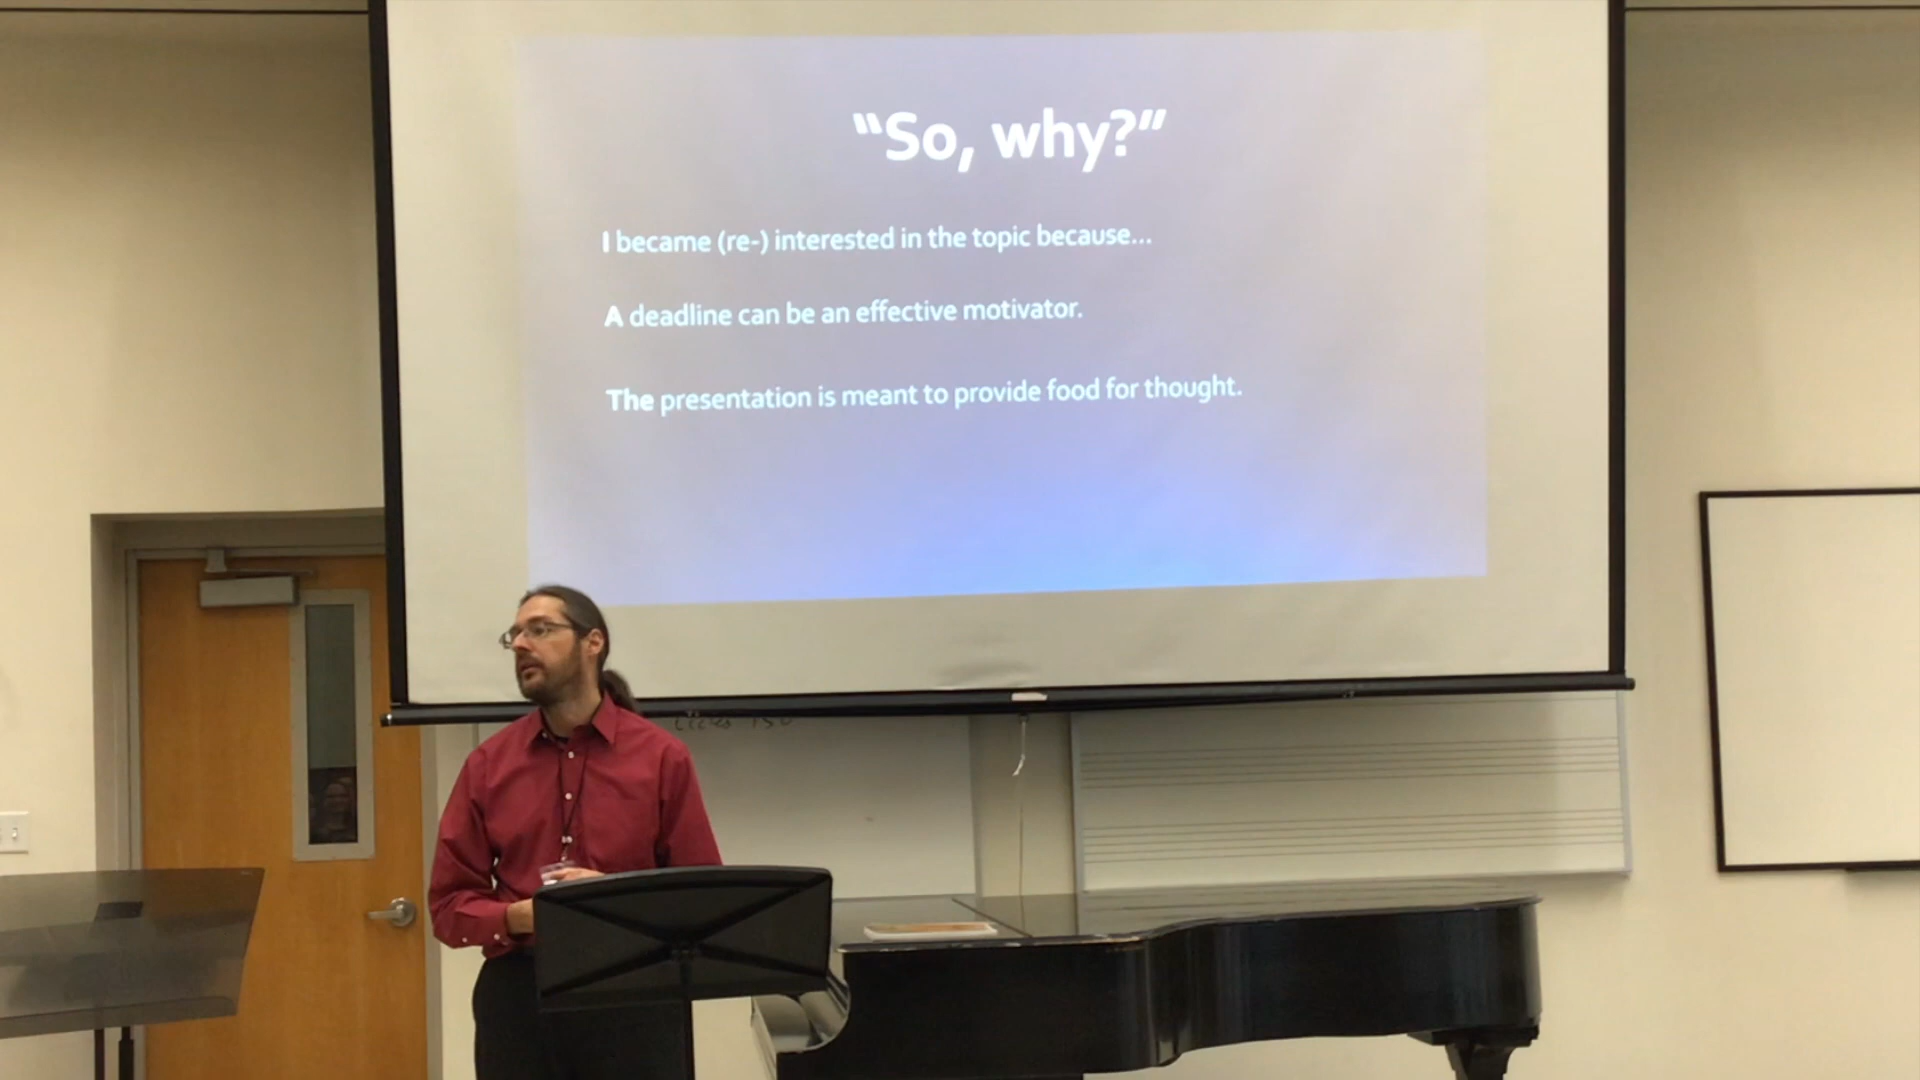 “So, why?”
I became (re-) interested in the topic because...
A deadline can be an effective motivator.
The presentation is meant to provide food for thought.